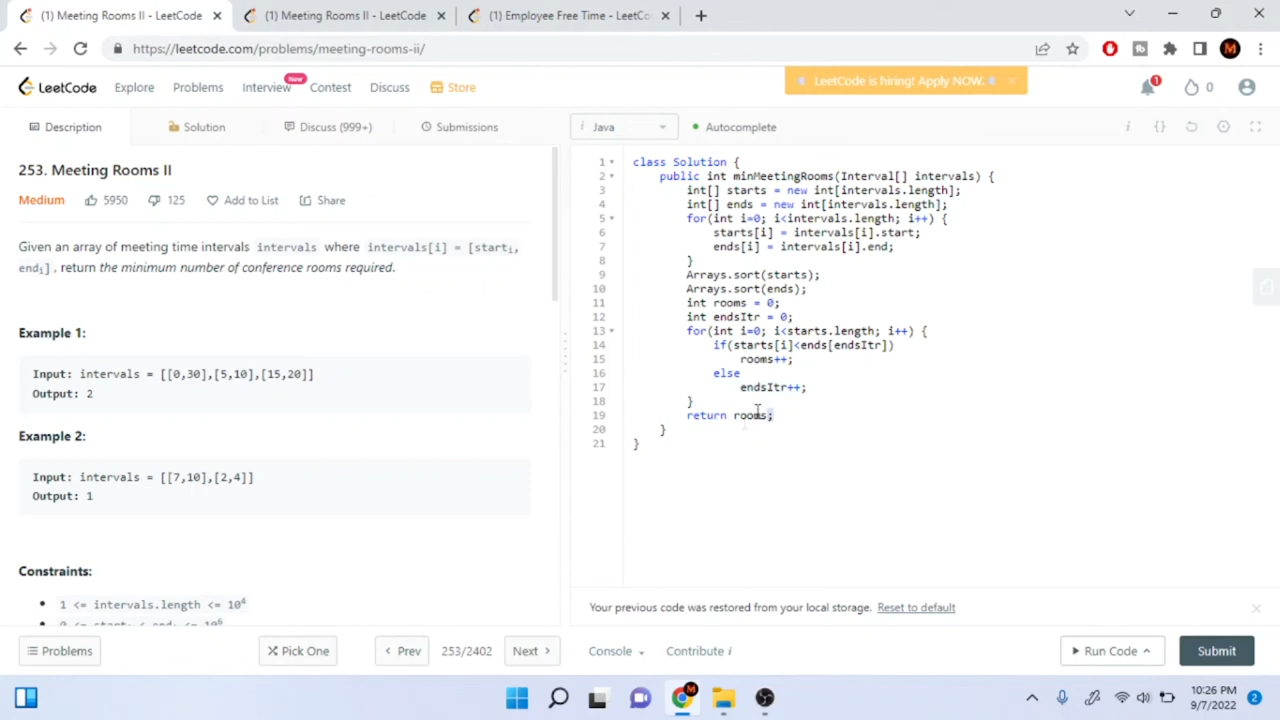 (1) Meeting Rooms II - LeetCode
(1) Meeting Rooms II - LeetCode
(1) Employee Free Time - LeetCo
https://leetcode.com/problems/meeting-rooms-ii/
LeetCode
Explore
Problems
Interview
New
Contest
Discuss
Store
LeetCode is hiring! Apply NOW.
1
0
Description
Solution
Discuss (999+)
Submissions
253. Meeting Rooms II
Medium
5950
125
Add to List
Share
Given an array of meeting time intervals intervals where intervals[i] = [starti,
endi], return the minimum number of conference rooms required.
Example 1:
Input: intervals = [[0,30],[5,10],[15,20]]
Output: 2
Example 2:
Input: intervals = [[7,10],[2,4]]
Output: 1
Constraints:
1 <= intervals.length <= 10^4
i Java
Autocomplete
1 class Solution {
2 public int minMeetingRooms(Interval[] intervals) {
3 int[] starts = new int[intervals.length];
4 int[] ends = new int[intervals.length];
5 for(int i=0; i<intervals.length; i++) {
6 starts[i] = intervals[i].start;
7 ends[i] = intervals[i].end;
8 }
9 Arrays.sort(starts);
10 Arrays.sort(ends);
11 int rooms = 0;
12 int endsItr = 0;
13 for(int i=0; i<starts.length; i++) {
14 if(starts[i]<ends[endsItr])
15 rooms++;
16 else
17 endsItr++;
18 }
19 return rooms;
20 }
21 }
Your previous code was restored from your local storage. Reset to default
Problems
Pick One
Prev
253/2402
Next
Console
Contribute i
Run Code
Submit
10:26 PM
9/7/2022
2